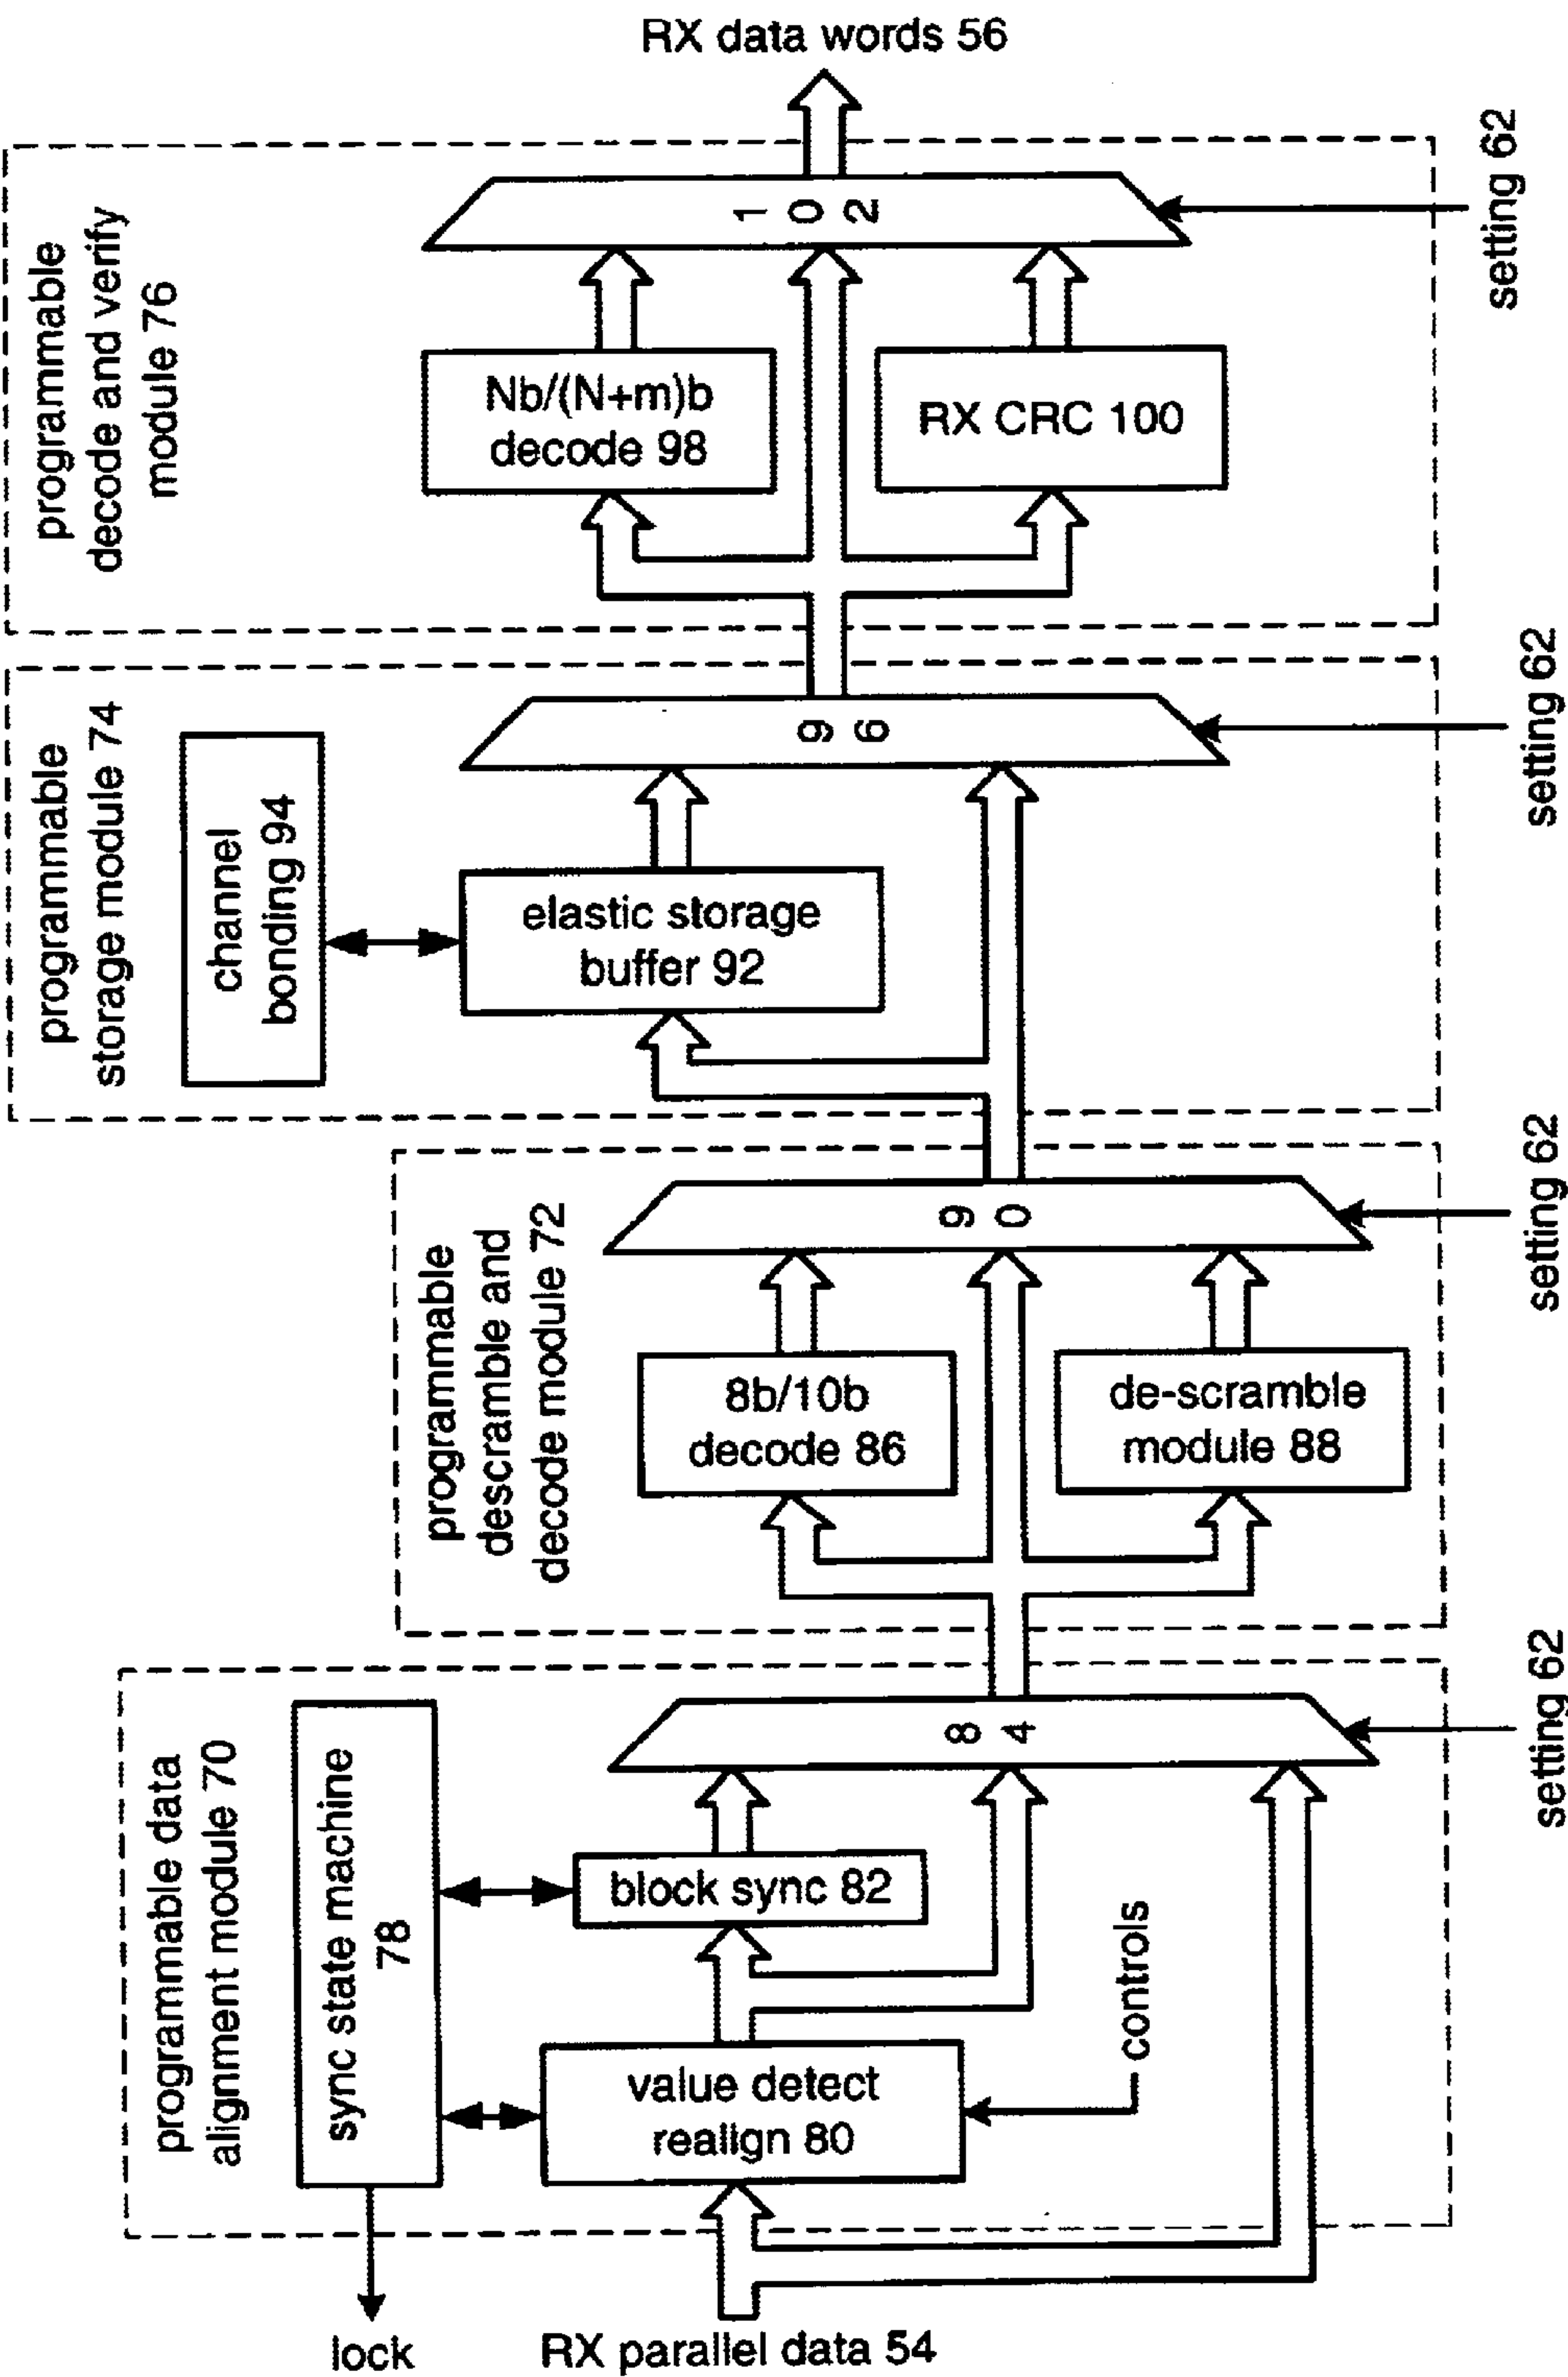 RX data words 56
programmable
decode and verify
module 76
102
setting 62
Nb/(N+m)b
decode 98
RX CRC 100
programmable
storage module 74
channel
bonding 94
96
setting 62
elastic storage
buffer 92
programmable
descramble and
decode module 72
90
setting 62
8b/10b
decode 86
de-scramble
module 88
programmable data
alignment module 70
sync state machine
78
84
setting 62
block sync 82
controls
value detect
realign 80
lock
RX parallel data 54